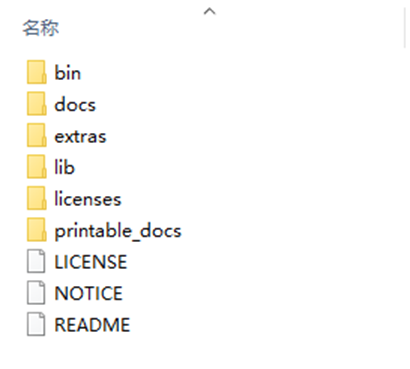 名称
bin
docs
extras
lib
licenses
printable_docs
LICENSE
NOTICE
README